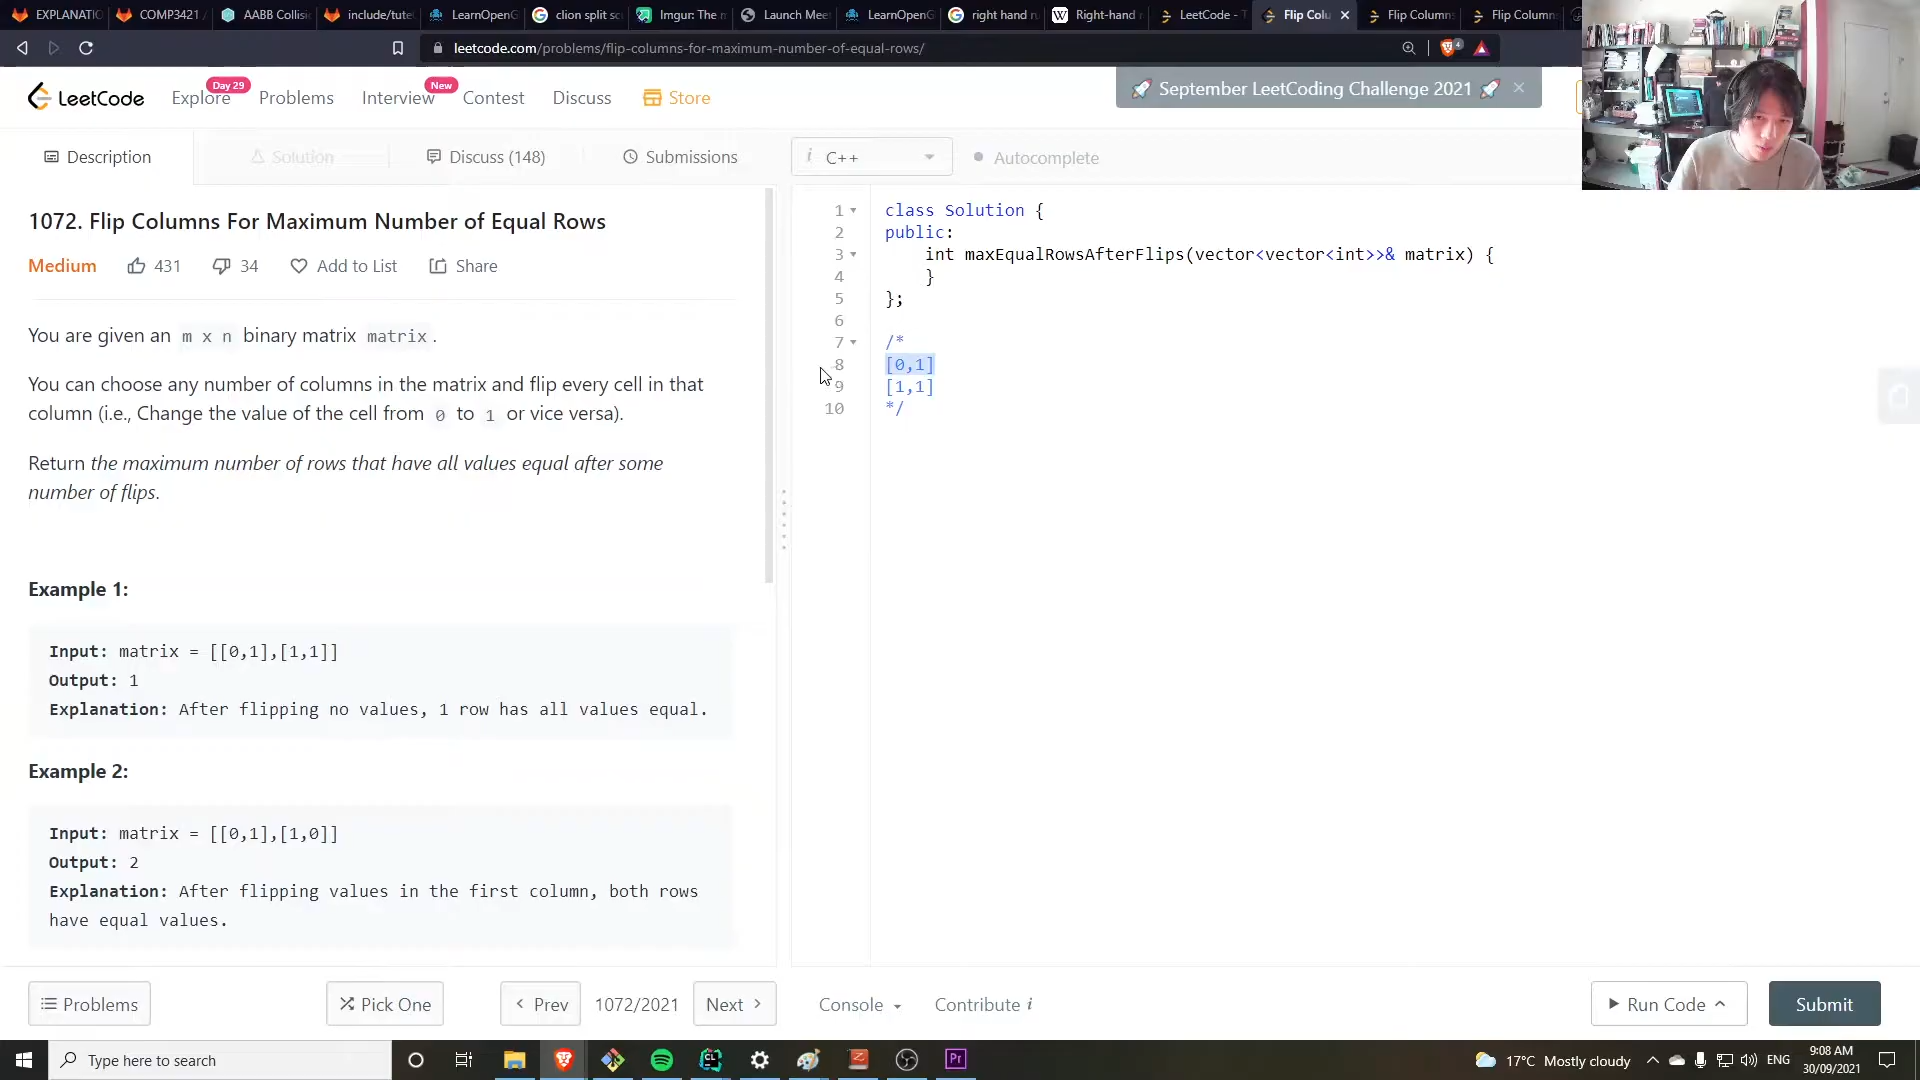 EXPLANATIO
COMP3421 /
AABB Collisi
include/tute
LearnOpenG
clion split sc
Imgur: The m
Launch Mee
LearnOpenG
right hand ru
Right-hand r
LeetCode - T
Flip Colu
Flip Column
Flip Column
leetcode.com/problems/flip-columns-for-maximum-number-of-equal-rows/
4
LeetCode
Explore
Day 29
Problems
Interview
New
Contest
Discuss
Store
September LeetCoding Challenge 2021
Description
Solution
Discuss (148)
Submissions
i C++
Autocomplete
1072. Flip Columns For Maximum Number of Equal Rows
Medium
431
34
Add to List
Share
You are given an m x n binary matrix matrix .
You can choose any number of columns in the matrix and flip every cell in that
column (i.e., Change the value of the cell from 0 to 1 or vice versa).
Return the maximum number of rows that have all values equal after some
number of flips.
Example 1:
Input: matrix = [[0,1],[1,1]]
Output: 1
Explanation: After flipping no values, 1 row has all values equal.
Example 2:
Input: matrix = [[0,1],[1,0]]
Output: 2
Explanation: After flipping values in the first column, both rows
have equal values.
1 class Solution {
2 public:
3 int maxEqualRowsAfterFlips(vector<vector<int>>& matrix) {
4 }
5 };
6
7 /*
8 [0,1]
9 [1,1]
10 */
Problems
Pick One
Prev
1072/2021
Next
Console
Contribute i
Run Code
Submit
Type here to search
17°C Mostly cloudy
ENG
9:08 AM
30/09/2021